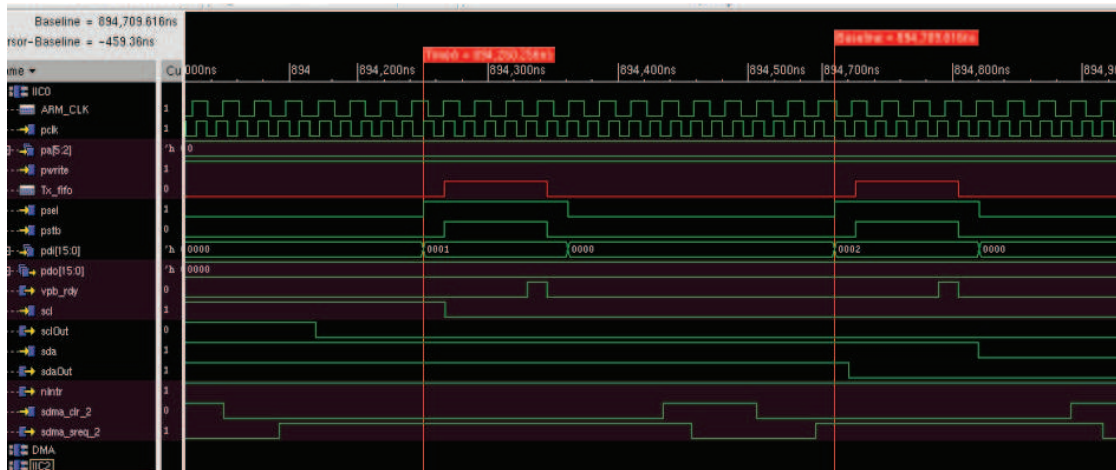 Baseline = 894,709.616ns
rsor-Baseline = −459.36ns
ame
Cu
000ns |894 |894,200ns |894,300ns |894,400ns |894,500ns |894,700ns |894,800ns |894,9
Baseline = 894,709.616ns
IIC0
ARM_CLK 1
pclk 1
pa[5:2] 'h 0
pwrite 1
Tx_fifo 0
psel 1
pstb 0
pdi[15:0] 'h 0000 0001 0000 0002 0000
pdo[15:0] 'h 0000
vpb_rdy 0
scl 1
sclOut 0
sda 1
sdaOut 1
nIntr 1
sdma_clr_2 0
sdma_sreq_2 1
DMA
IIC2